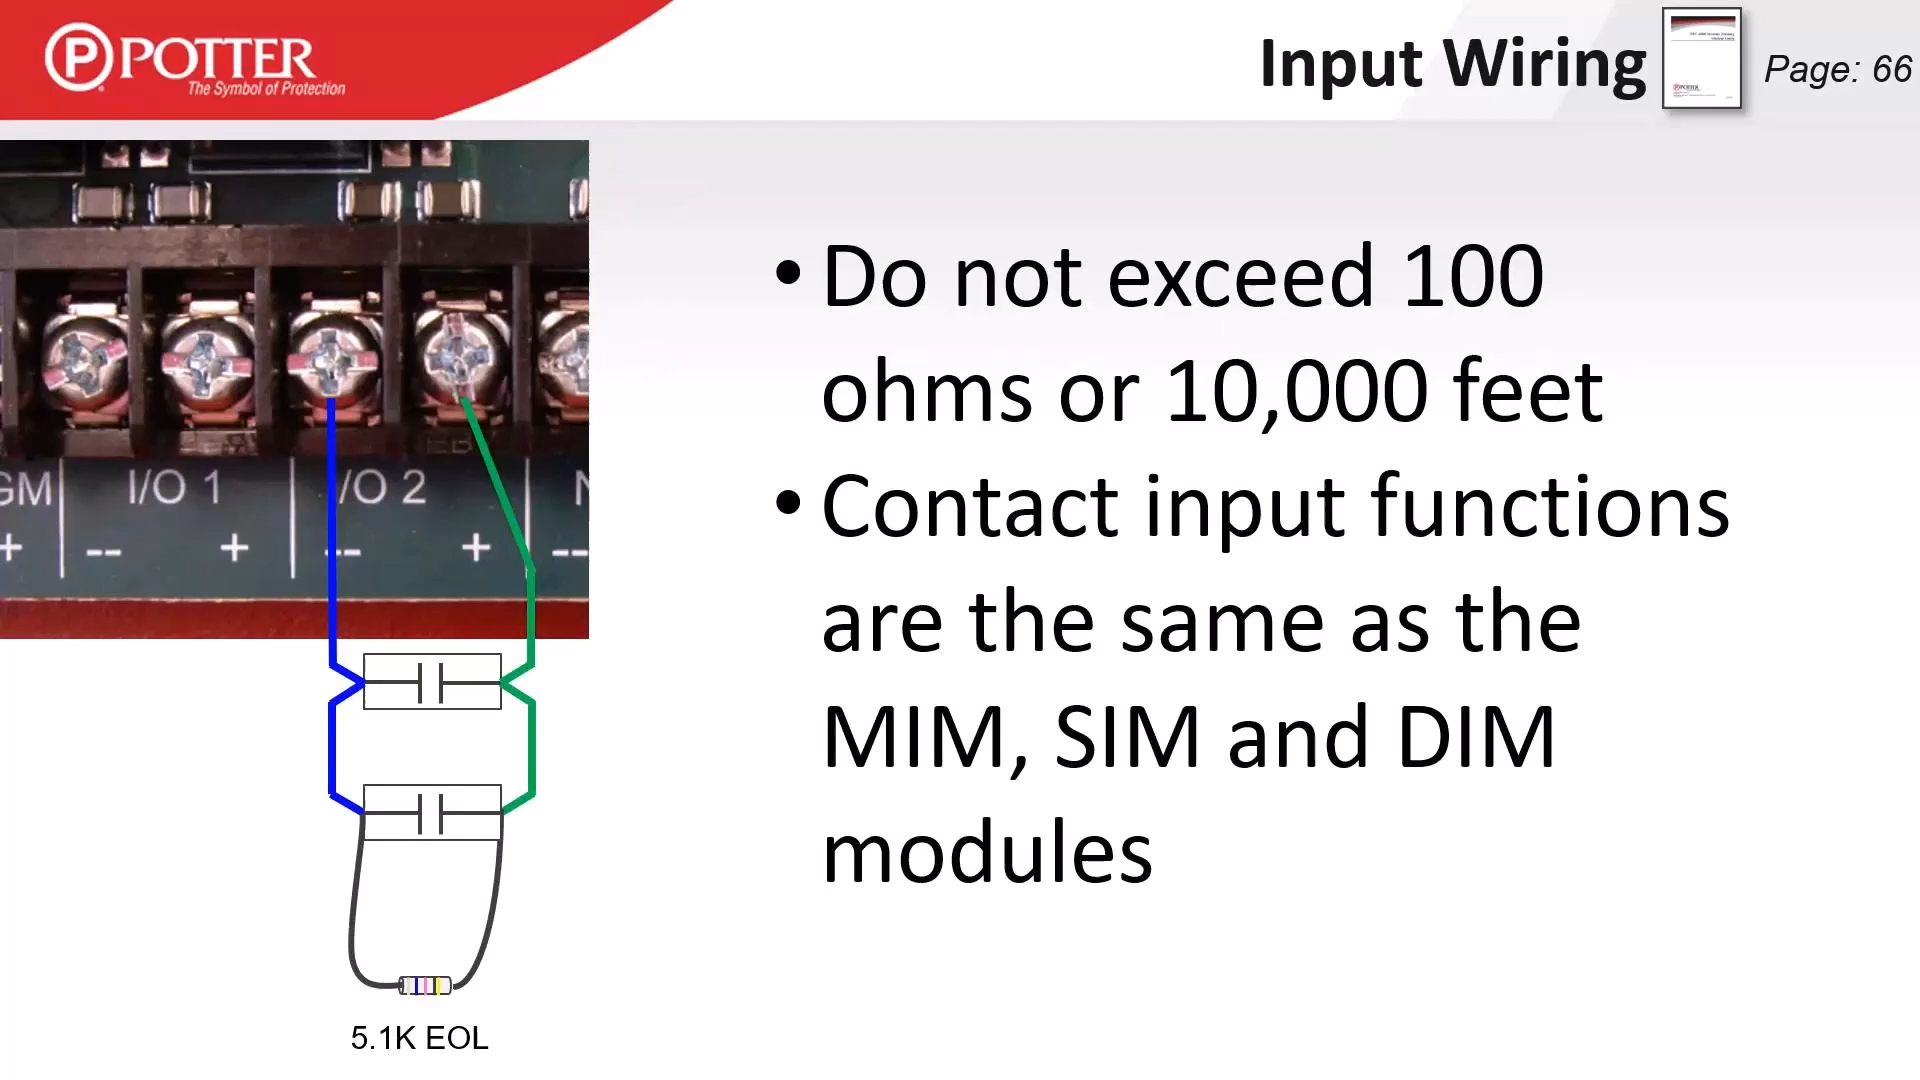 POTTER
The Symbol of Protection
Input Wiring
Page: 66
• Do not exceed 100
ohms or 10,000 feet
• Contact input functions
are the same as the
MIM, SIM and DIM
modules
GM
I/O 1
/O 2
N
+ -- + -- + --
5.1K EOL